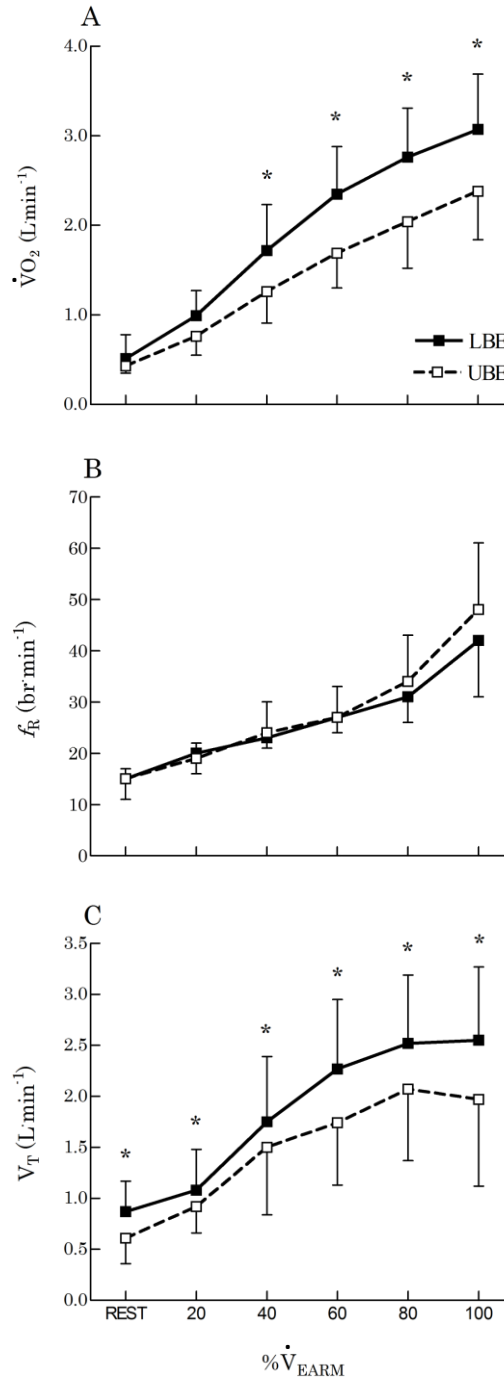 A
4.0
* * * * 
3.0
2.0
1.0
0.0
V̇O₂ (L·min⁻¹)
LBE
UBE
B
70
60
50
40
30
20
10
0
fR (br·min⁻¹)
C
3.5
3.0
2.5
2.0
1.5
1.0
0.5
0.0
* * * * * *
VT (L·min⁻¹)
REST 20 40 60 80 100
%V̇EARM